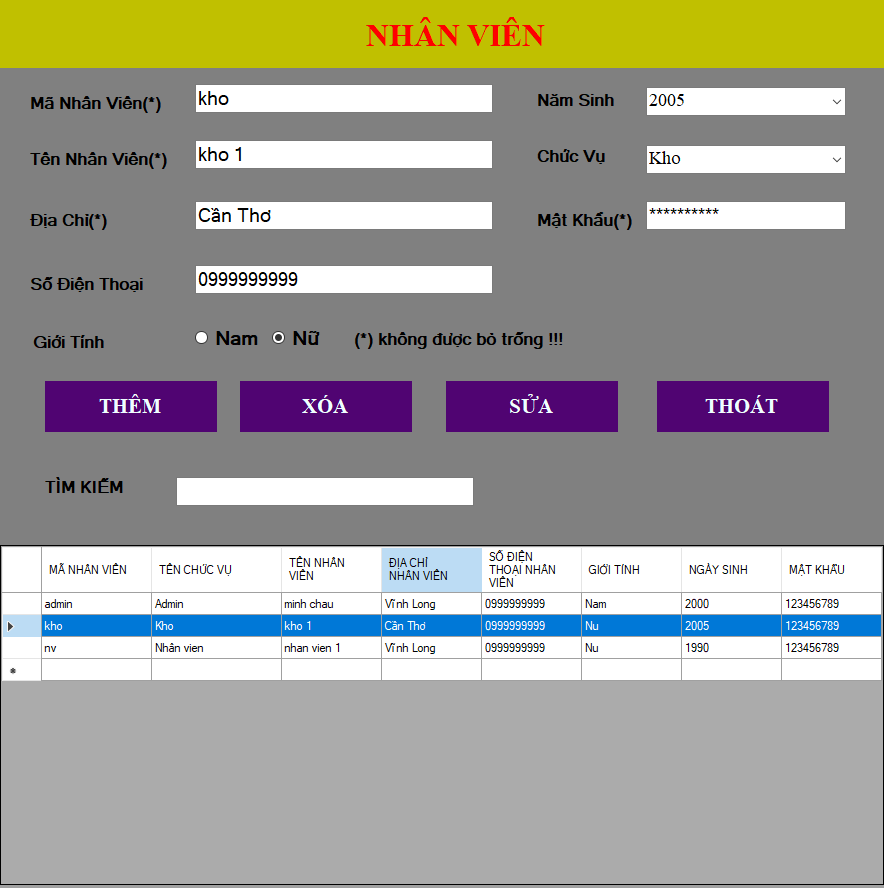 NHÂN VIÊN
Mã Nhân Viên(*) kho Năm Sinh 2005
Tên Nhân Viên(*) kho 1 Chức Vụ Kho
Địa Chỉ(*) Cần Thơ Mật Khẩu(*) **********
Số Điện Thoại 0999999999
Giới Tính Nam Nữ (*) không được bỏ trống !!!
THÊM XÓA SỬA THOÁT
TÌM KIẾM
MÃ NHÂN VIÊN TÊN CHỨC VỤ TÊN NHÂN VIÊN ĐỊA CHỈ NHÂN VIÊN SỐ ĐIỆN THOẠI NHÂN VIÊN GIỚI TÍNH NGÀY SINH MẬT KHẨU
admin Admin minh chau Vĩnh Long 0999999999 Nam 2000 123456789
kho Kho kho 1 Cần Thơ 0999999999 Nu 2005 123456789
nv Nhân vien nhan vien 1 Vĩnh Long 0999999999 Nu 1990 123456789